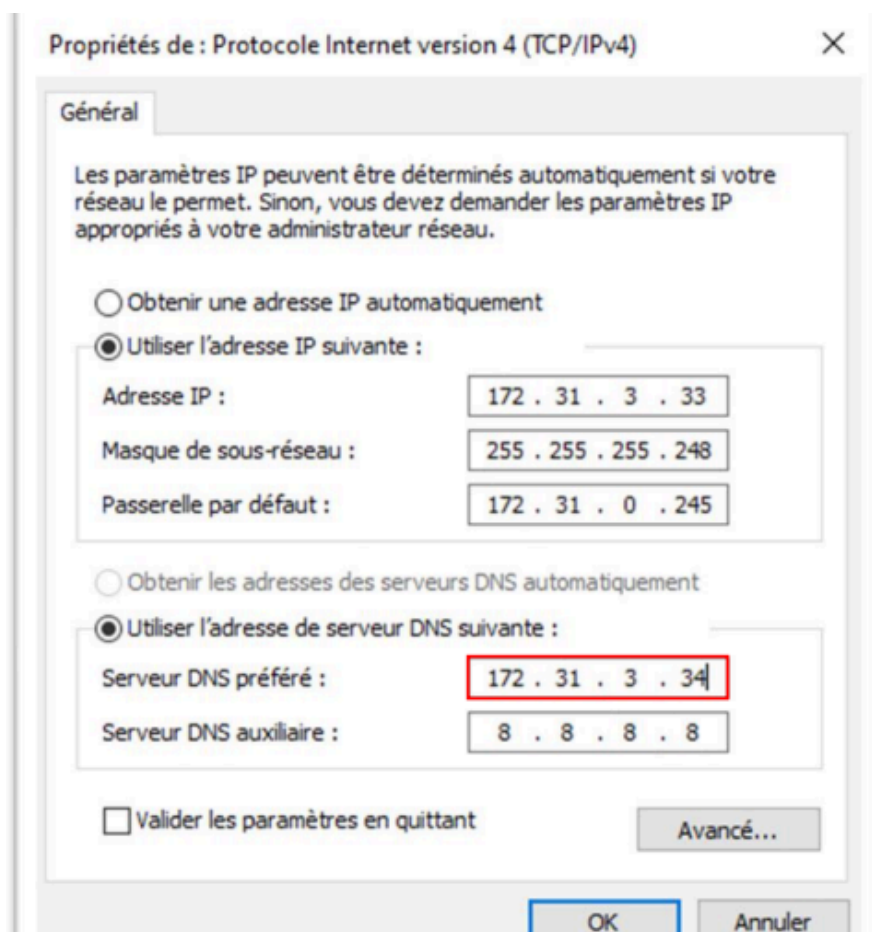 Propriétés de : Protocole Internet version 4 (TCP/IPv4)
Général
Les paramètres IP peuvent être déterminés automatiquement si votre
réseau le permet. Sinon, vous devez demander les paramètres IP
appropriés à votre administrateur réseau.
Obtenir une adresse IP automatiquement
Utiliser l'adresse IP suivante :
Adresse IP : 172 . 31 . 3 . 33
Masque de sous-réseau : 255 . 255 . 255 . 248
Passerelle par défaut : 172 . 31 . 0 . 245
Obtenir les adresses des serveurs DNS automatiquement
Utiliser l'adresse de serveur DNS suivante :
Serveur DNS préféré : 172 . 31 . 3 . 34
Serveur DNS auxiliaire : 8 . 8 . 8 . 8
Valider les paramètres en quittant
Avancé...
OK Annuler